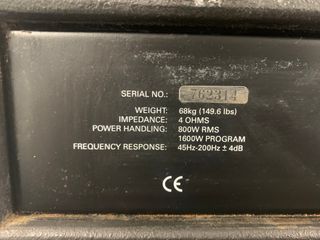 SERIAL NO.: 762314
WEIGHT: 68kg (149.6 lbs)
IMPEDANCE: 4 OHMS
POWER HANDLING: 800W RMS
1600W PROGRAM
FREQUENCY RESPONSE: 45Hz-200Hz ± 4dB
CE